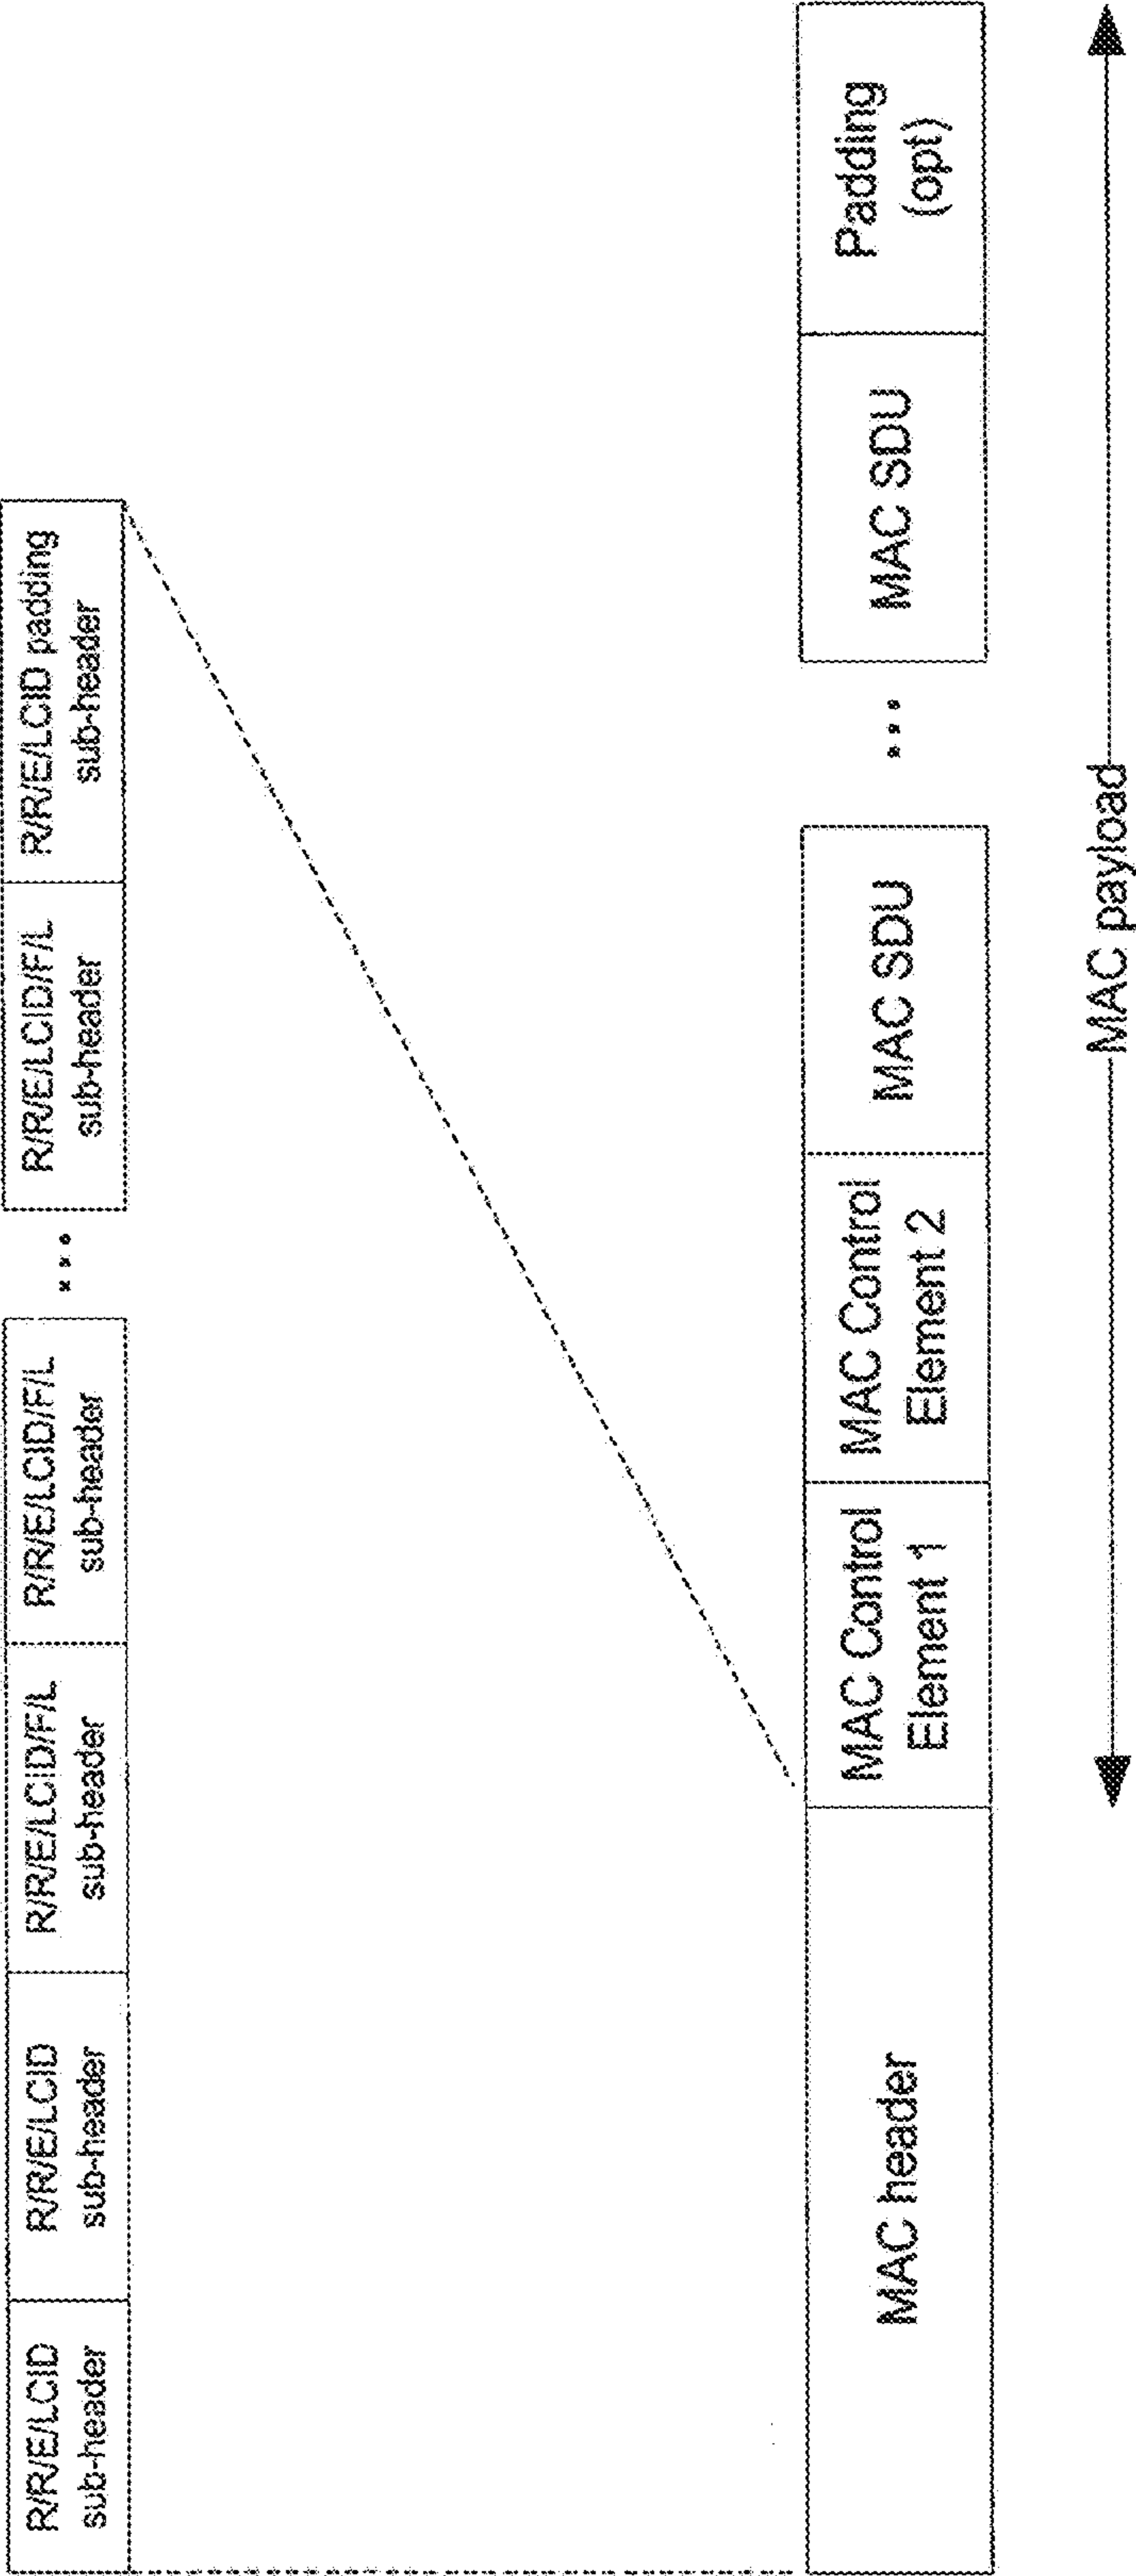 R/R/E/LCID
sub-header
R/R/E/LCID
sub-header
R/R/E/LCID/F/L
sub-header
R/R/E/LCID/F/L
sub-header
...
R/R/E/LCID/F/L
sub-header
R/R/E/LCID padding
sub-header
MAC header
MAC Control
Element 1
MAC Control
Element 2
MAC SDU
...
MAC SDU
Padding
(opt)
MAC payload